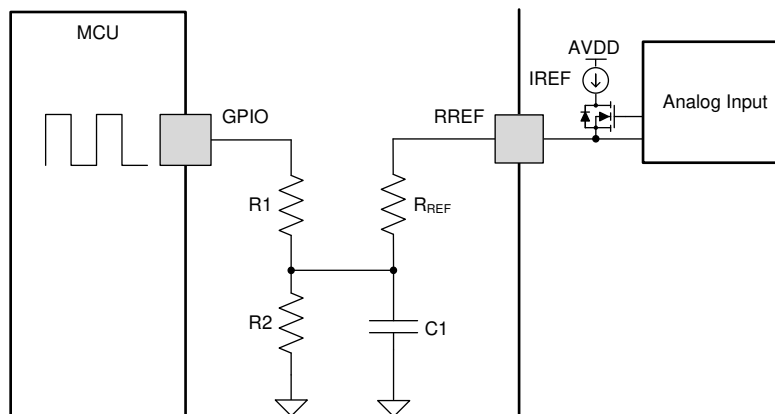 MCU
GPIO
RREF
AVDD
IREF
Analog Input
R1
RREF
R2
C1